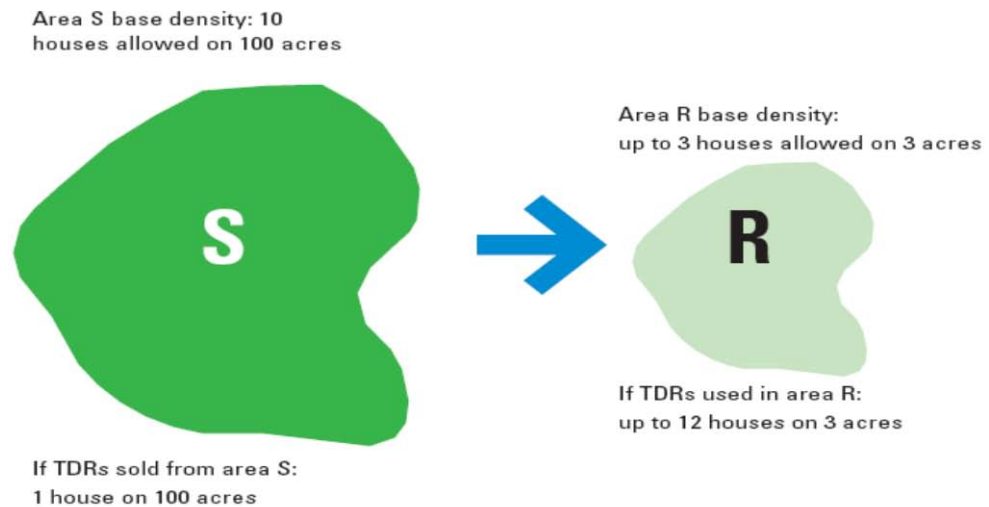 Area S base density: 10
houses allowed on 100 acres
S
If TDRs sold from area S:
1 house on 100 acres
Area R base density:
up to 3 houses allowed on 3 acres
R
If TDRs used in area R:
up to 12 houses on 3 acres